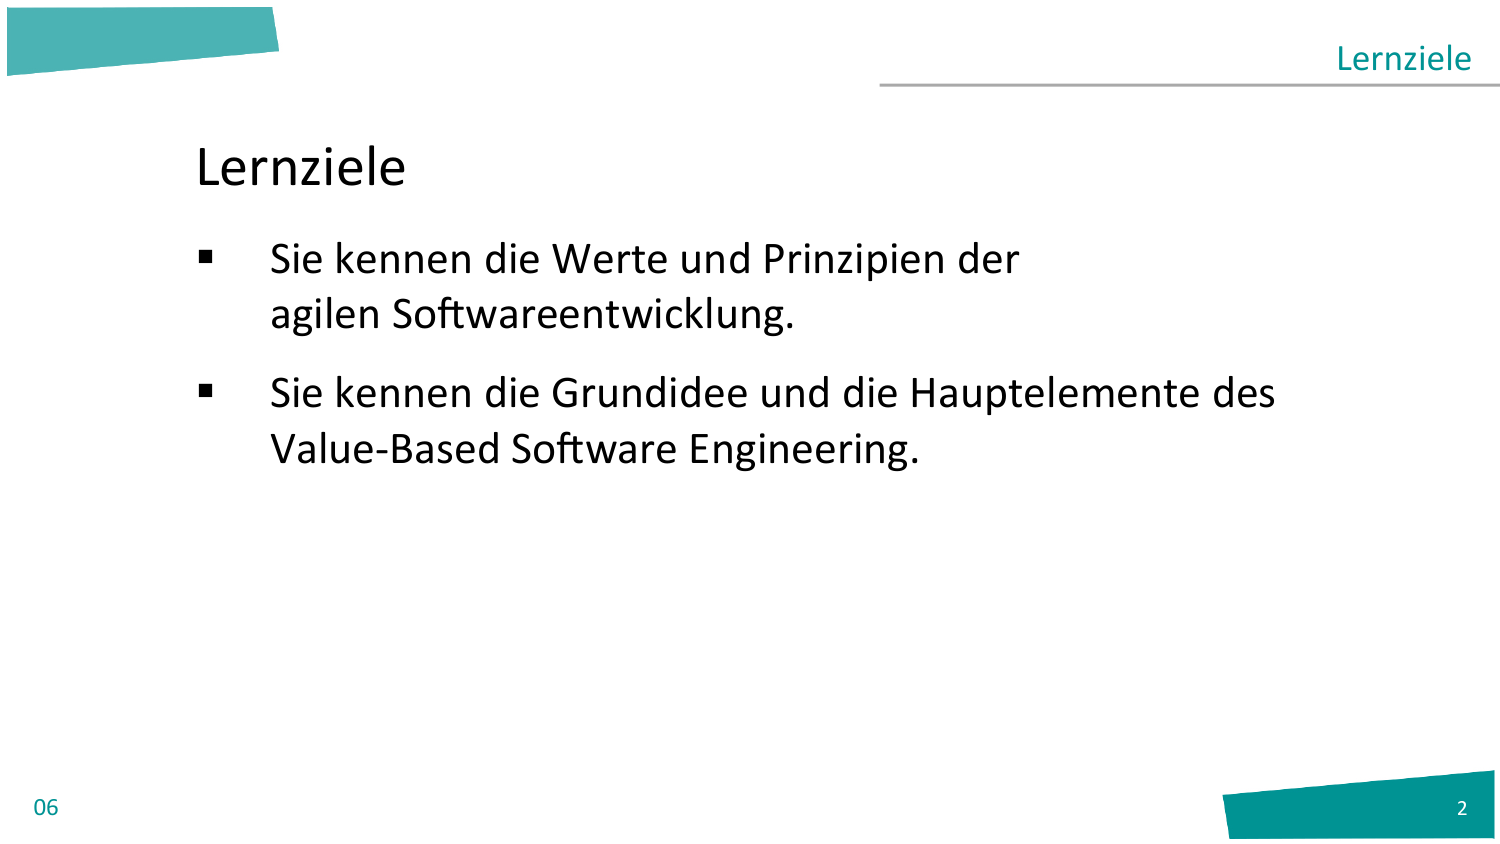 Lernziele
Lernziele
▪ Sie kennen die Werte und Prinzipien der
agilen Softwareentwicklung.
▪ Sie kennen die Grundidee und die Hauptelemente des
Value-Based Software Engineering.
06
2